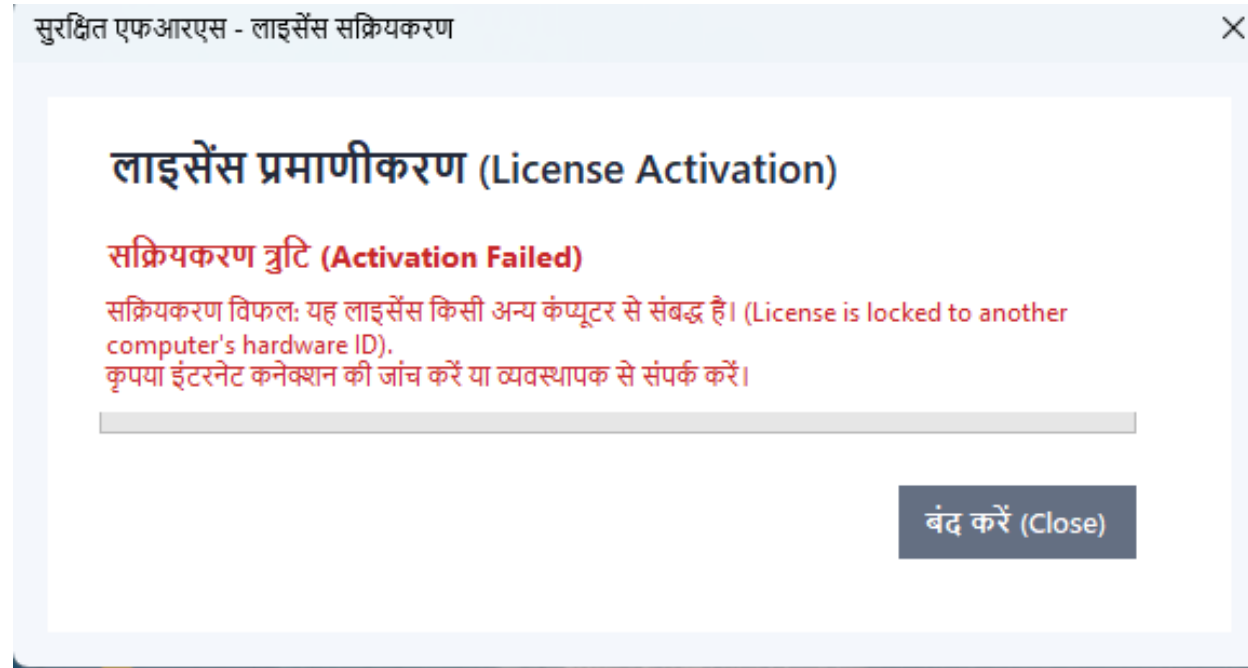 सुरक्षित एफआरएस - लाइसेंस सक्रियकरण
लाइसेंस प्रमाणीकरण (License Activation)
सक्रियकरण त्रुटि (Activation Failed)
सक्रियकरण विफल: यह लाइसेंस किसी अन्य कंप्यूटर से संबद्ध है। (License is locked to another
computer's hardware ID).
कृपया इंटरनेट कनेक्शन की जांच करें या व्यवस्थापक से संपर्क करें।
बंद करें (Close)